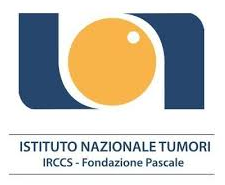 ISTITUTO NAZIONALE TUMORI
IRCCS - Fondazione Pascale